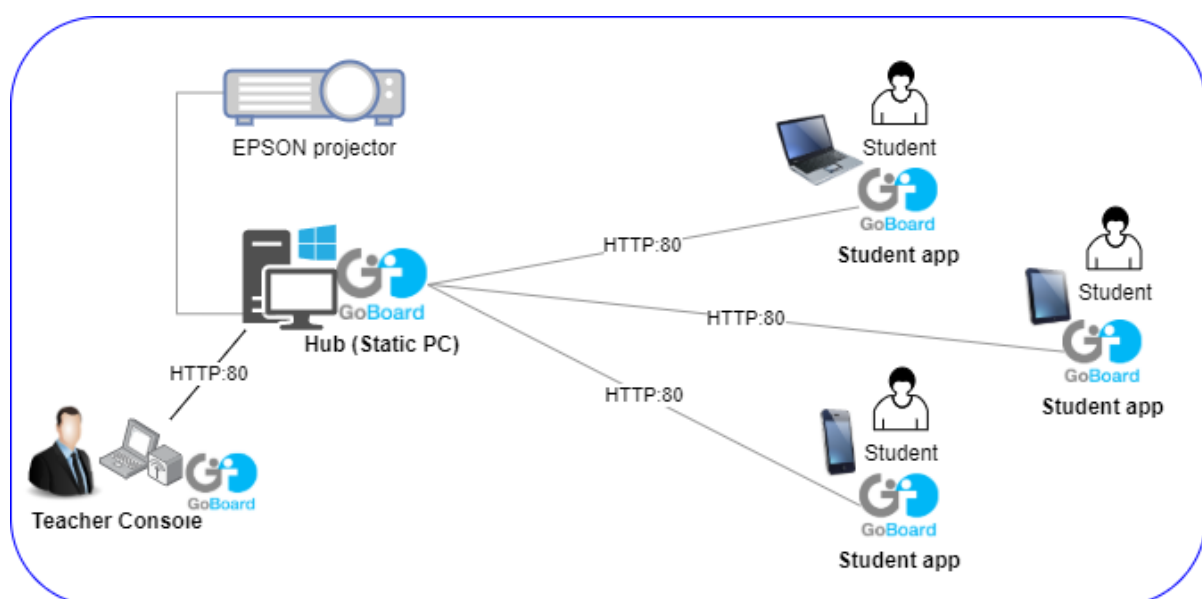 EPSON projector
Student
GoBoard
Student app
HTTP:80
GoBoard
Hub (Static PC)
Student
HTTP:80
GoBoard
Student app
HTTP:80
HTTP:80
Student
GoBoard
Student app
GoBoard
Teacher Console